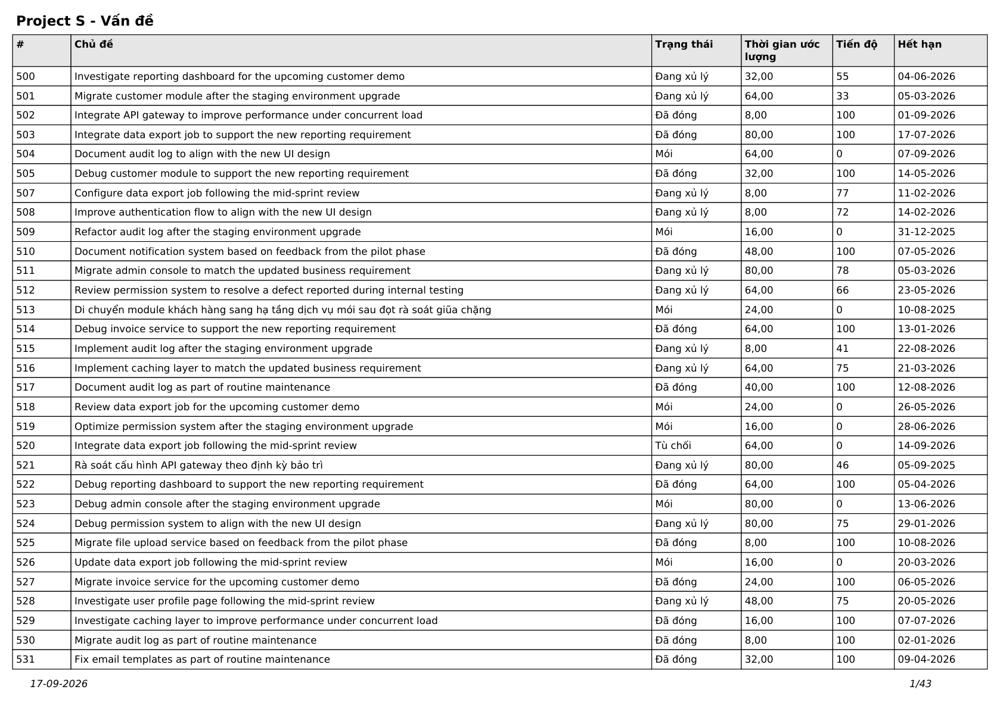 Project S - Vấn đề
# Chủ đề Trạng thái Thời gian ước lượng Tiến độ Hết hạn
500 Investigate reporting dashboard for the upcoming customer demo Đang xủ lý 32,00 55 04-06-2026
501 Migrate customer module after the staging environment upgrade Đang xủ lý 64,00 33 05-03-2026
502 Integrate API gateway to improve performance under concurrent load Đã đóng 8,00 100 01-09-2026
503 Integrate data export job to support the new reporting requirement Đã đóng 80,00 100 17-07-2026
504 Document audit log to align with the new UI design Mói 64,00 0 07-09-2026
505 Debug customer module to support the new reporting requirement Đã đóng 32,00 100 14-05-2026
507 Configure data export job following the mid-sprint review Đang xủ lý 8,00 77 11-02-2026
508 Improve authentication flow to align with the new UI design Đang xủ lý 8,00 72 14-02-2026
509 Refactor audit log after the staging environment upgrade Mói 16,00 0 31-12-2025
510 Document notification system based on feedback from the pilot phase Đã đóng 48,00 100 07-05-2026
511 Migrate admin console to match the updated business requirement Đang xủ lý 80,00 78 05-03-2026
512 Review permission system to resolve a defect reported during internal testing Đang xủ lý 64,00 66 23-05-2026
513 Di chuyển module khách hàng sang hạ tầng dịch vụ mói sau đọt rà soát giũa chặng Mói 24,00 0 10-08-2025
514 Debug invoice service to support the new reporting requirement Đã đóng 64,00 100 13-01-2026
515 Implement audit log after the staging environment upgrade Đang xủ lý 8,00 41 22-08-2026
516 Implement caching layer to match the updated business requirement Đang xủ lý 64,00 75 21-03-2026
517 Document audit log as part of routine maintenance Đã đóng 40,00 100 12-08-2026
518 Review data export job for the upcoming customer demo Mói 24,00 0 26-05-2026
519 Optimize permission system after the staging environment upgrade Mói 16,00 0 28-06-2026
520 Integrate data export job following the mid-sprint review Tù chối 64,00 0 14-09-2026
521 Rà soát cấu hình API gateway theo định kỳ bảo trì Đang xủ lý 80,00 46 05-09-2025
522 Debug reporting dashboard to support the new reporting requirement Đã đóng 64,00 100 05-04-2026
523 Debug admin console after the staging environment upgrade Mói 80,00 0 13-06-2026
524 Debug permission system to align with the new UI design Đang xủ lý 80,00 75 29-01-2026
525 Migrate file upload service based on feedback from the pilot phase Đã đóng 8,00 100 10-08-2026
526 Update data export job following the mid-sprint review Mói 16,00 0 20-03-2026
527 Migrate invoice service for the upcoming customer demo Đã đóng 24,00 100 06-05-2026
528 Investigate user profile page following the mid-sprint review Đang xủ lý 48,00 75 20-05-2026
529 Investigate caching layer to improve performance under concurrent load Đã đóng 16,00 100 07-07-2026
530 Migrate audit log as part of routine maintenance Đã đóng 8,00 100 02-01-2026
531 Fix email templates as part of routine maintenance Đã đóng 32,00 100 09-04-2026
17-09-2026 1/43